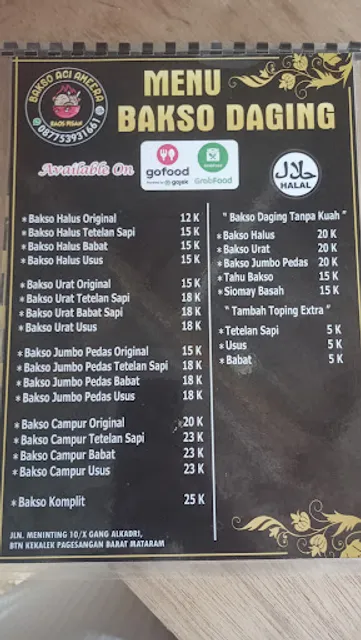 BAKSO ACI AMEERA
KAOS PISAN
087753931661
MENU
BAKSO DAGING
Available On
gofood
gojek
GrabFood
GrabFood
حلال
HALAL
* Bakso Halus Original 12 K
* Bakso Halus Tetelan Sapi 15 K
* Bakso Halus Babat 15 K
* Bakso Halus Usus 15 K
* Bakso Urat Original 15 K
* Bakso Urat Tetelan Sapi 18 K
* Bakso Urat Babat Sapi 18 K
* Bakso Urat Usus 18 K
* Bakso Jumbo Pedas Original 15 K
* Bakso Jumbo Pedas Tetelan Sapi 18 K
* Bakso Jumbo Pedas Babat 18 K
* Bakso Jumbo Pedas Usus 18 K
* Bakso Campur Original 20 K
* Bakso Campur Tetelan Sapi 23 K
* Bakso Campur Babat 23 K
* Bakso Campur Usus 23 K
* Bakso Komplit 25 K
" Bakso Daging Tanpa Kuah "
* Bakso Halus 20 K
* Bakso Urat 20 K
* Bakso Jumbo Pedas 20 K
* Tahu Bakso 15 K
* Siomay Basah 15 K
" Tambah Toping Extra "
* Tetelan Sapi 5 K
* Usus 5 K
* Babat 5 K
JLN. MENINTING 10/X GANG ALKADRI,
BTN KEKALEK PAGESANGAN BARAT MATARAM